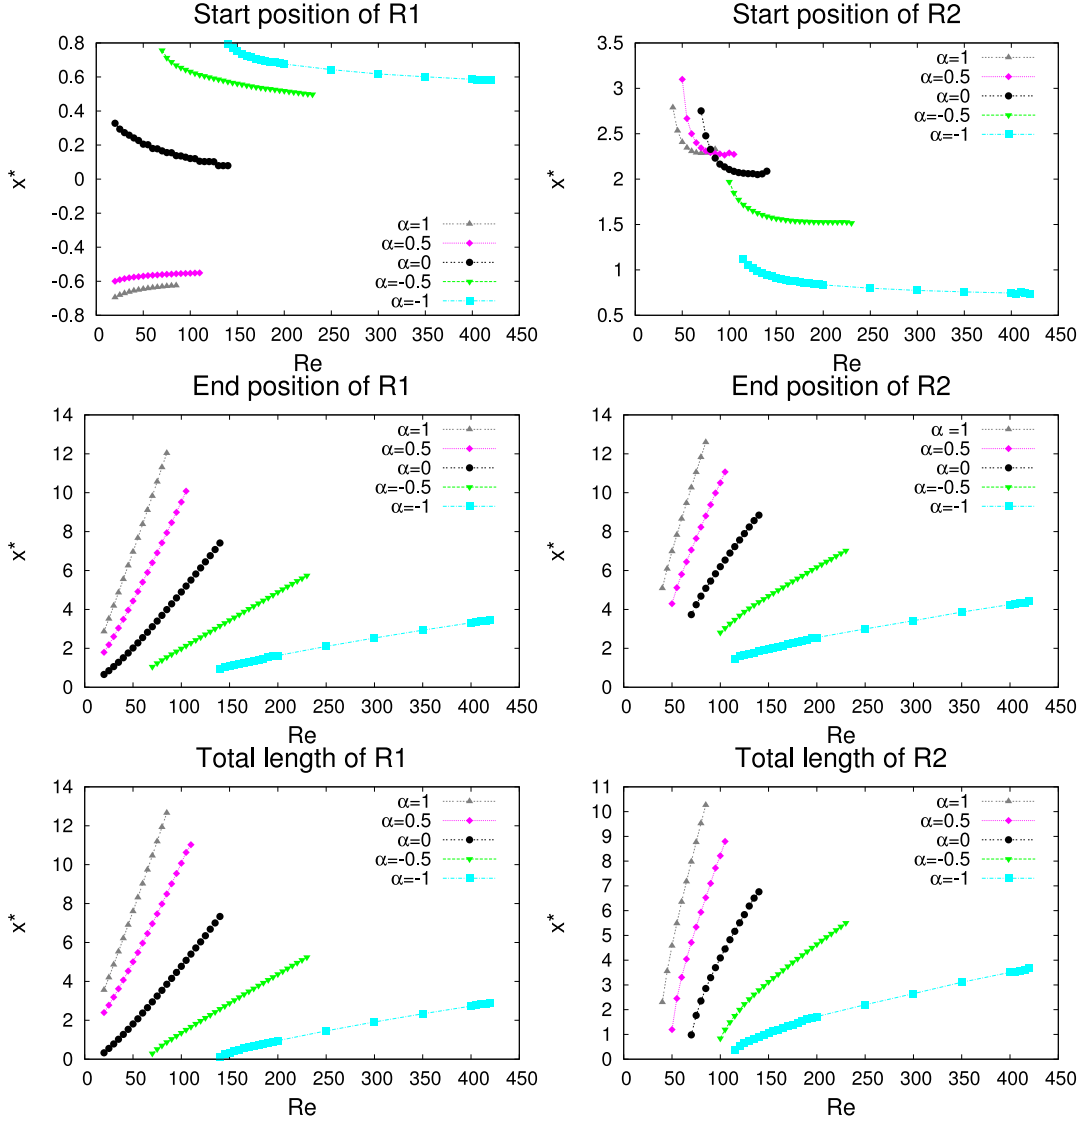 Start position of R1
0.8
0.6
0.4
0.2
0
-0.2
-0.4
-0.6
-0.8
x*
α=1
α=0.5
α=0
α=-0.5
α=-1
0 50 100 150 200 250 300 350 400 450
Re
Start position of R2
3.5
3
2.5
2
1.5
1
0.5
x*
α=1
α=0.5
α=0
α=-0.5
α=-1
0 50 100 150 200 250 300 350 400 450
Re
End position of R1
14
12
10
8
6
4
2
0
x*
α=1
α=0.5
α=0
α=-0.5
α=-1
0 50 100 150 200 250 300 350 400 450
Re
End position of R2
14
12
10
8
6
4
2
0
x*
α =1
α=0.5
α=0
α=-0.5
α=-1
0 50 100 150 200 250 300 350 400 450
Re
Total length of R1
14
12
10
8
6
4
2
0
x*
α=1
α=0.5
α=0
α=-0.5
α=-1
0 50 100 150 200 250 300 350 400 450
Re
Total length of R2
11
10
9
8
7
6
5
4
3
2
1
0
x*
α=1
α=0.5
α=0
α=-0.5
α=-1
0 50 100 150 200 250 300 350 400 450
Re